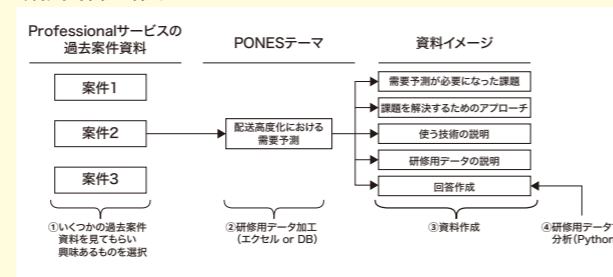 Professionalサービスの
過去案件資料
PONESテーマ
資料イメージ
案件1
案件2
案件3
配送高度化における
需要予測
需要予測が必要になった課題
課題を解決するためのアプローチ
使う技術の説明
研修用データの説明
回答作成
①いくつかの過去案件
資料を見てもらい
興味あるものを選択
②研修用データ加工
(エクセル or DB)
③資料作成
④研修用データ
分析(Python